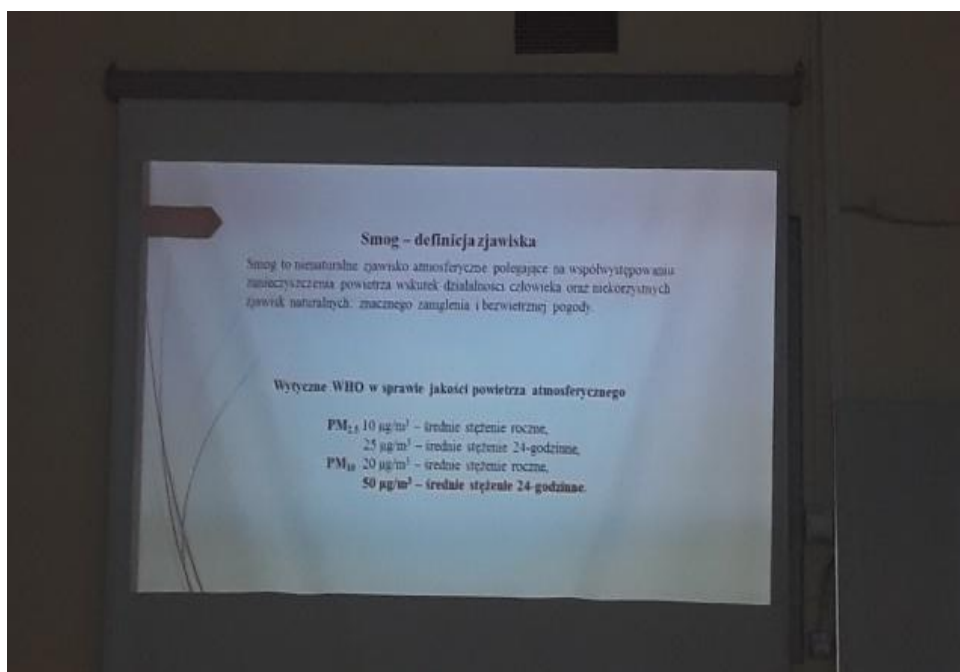 Smog – definicja zjawiska
Smog to nienaturalne zjawisko atmosferyczne polegające na współwystępowaniu
zanieczyszczenia powietrza wskutek działalności człowieka oraz niekorzystnych
zjawisk naturalnych: znacznego zamglenia i bezwietrznej pogody.
Wytyczne WHO w sprawie jakości powietrza atmosferycznego
PM₂.₅ 10 µg/m³ – średnie stężenie roczne,
25 µg/m³ – średnie stężenie 24-godzinne,
PM₁₀ 20 µg/m³ – średnie stężenie roczne,
50 µg/m³ – średnie stężenie 24-godzinne.